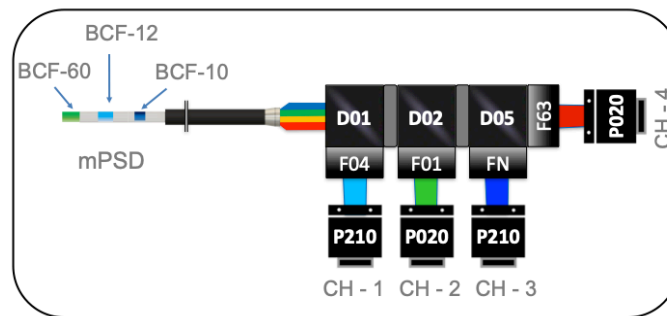 BCF-12
BCF-60
BCF-10
mPSD
D01 D02 D05 F63 P020 CH - 4
F04 F01 FN
P210 P020 P210
CH - 1 CH - 2 CH - 3